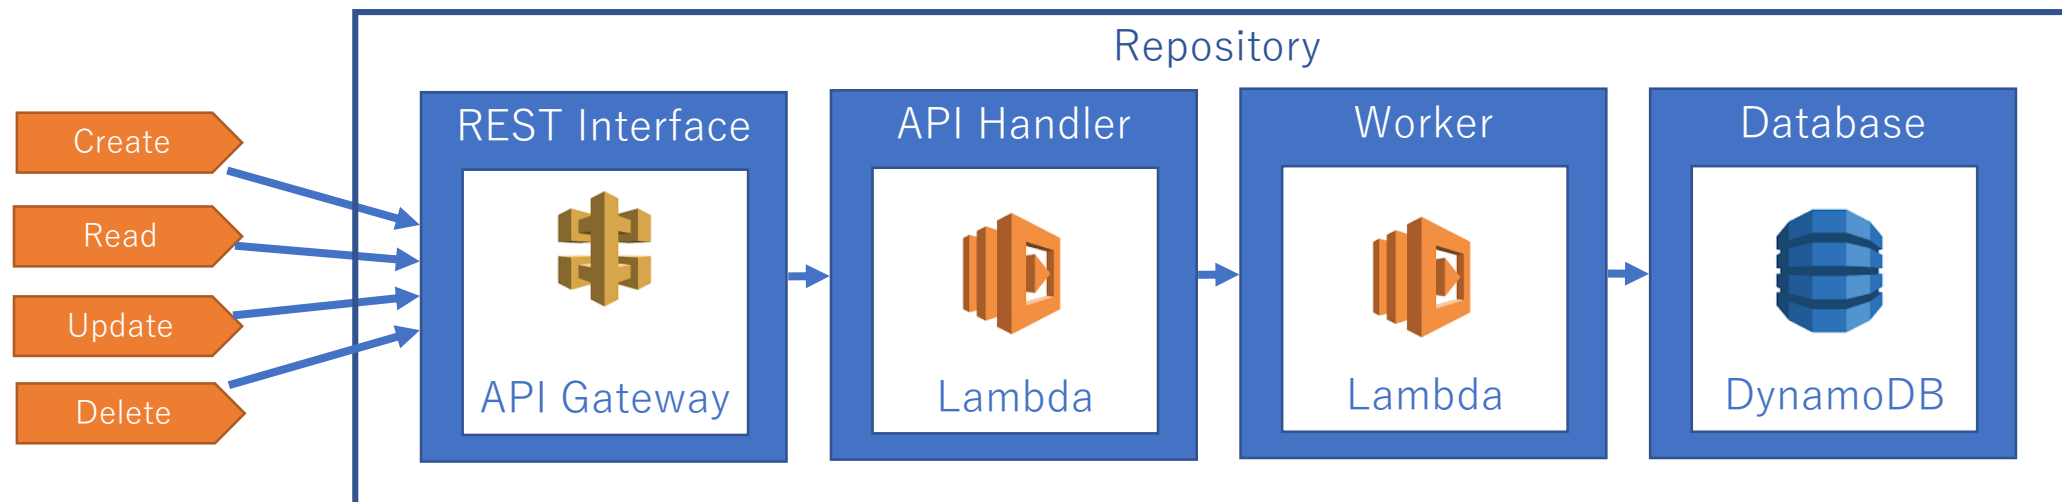 Repository
Create
Read
Update
Delete
REST Interface
API Gateway
API Handler
Lambda
Worker
Lambda
Database
DynamoDB